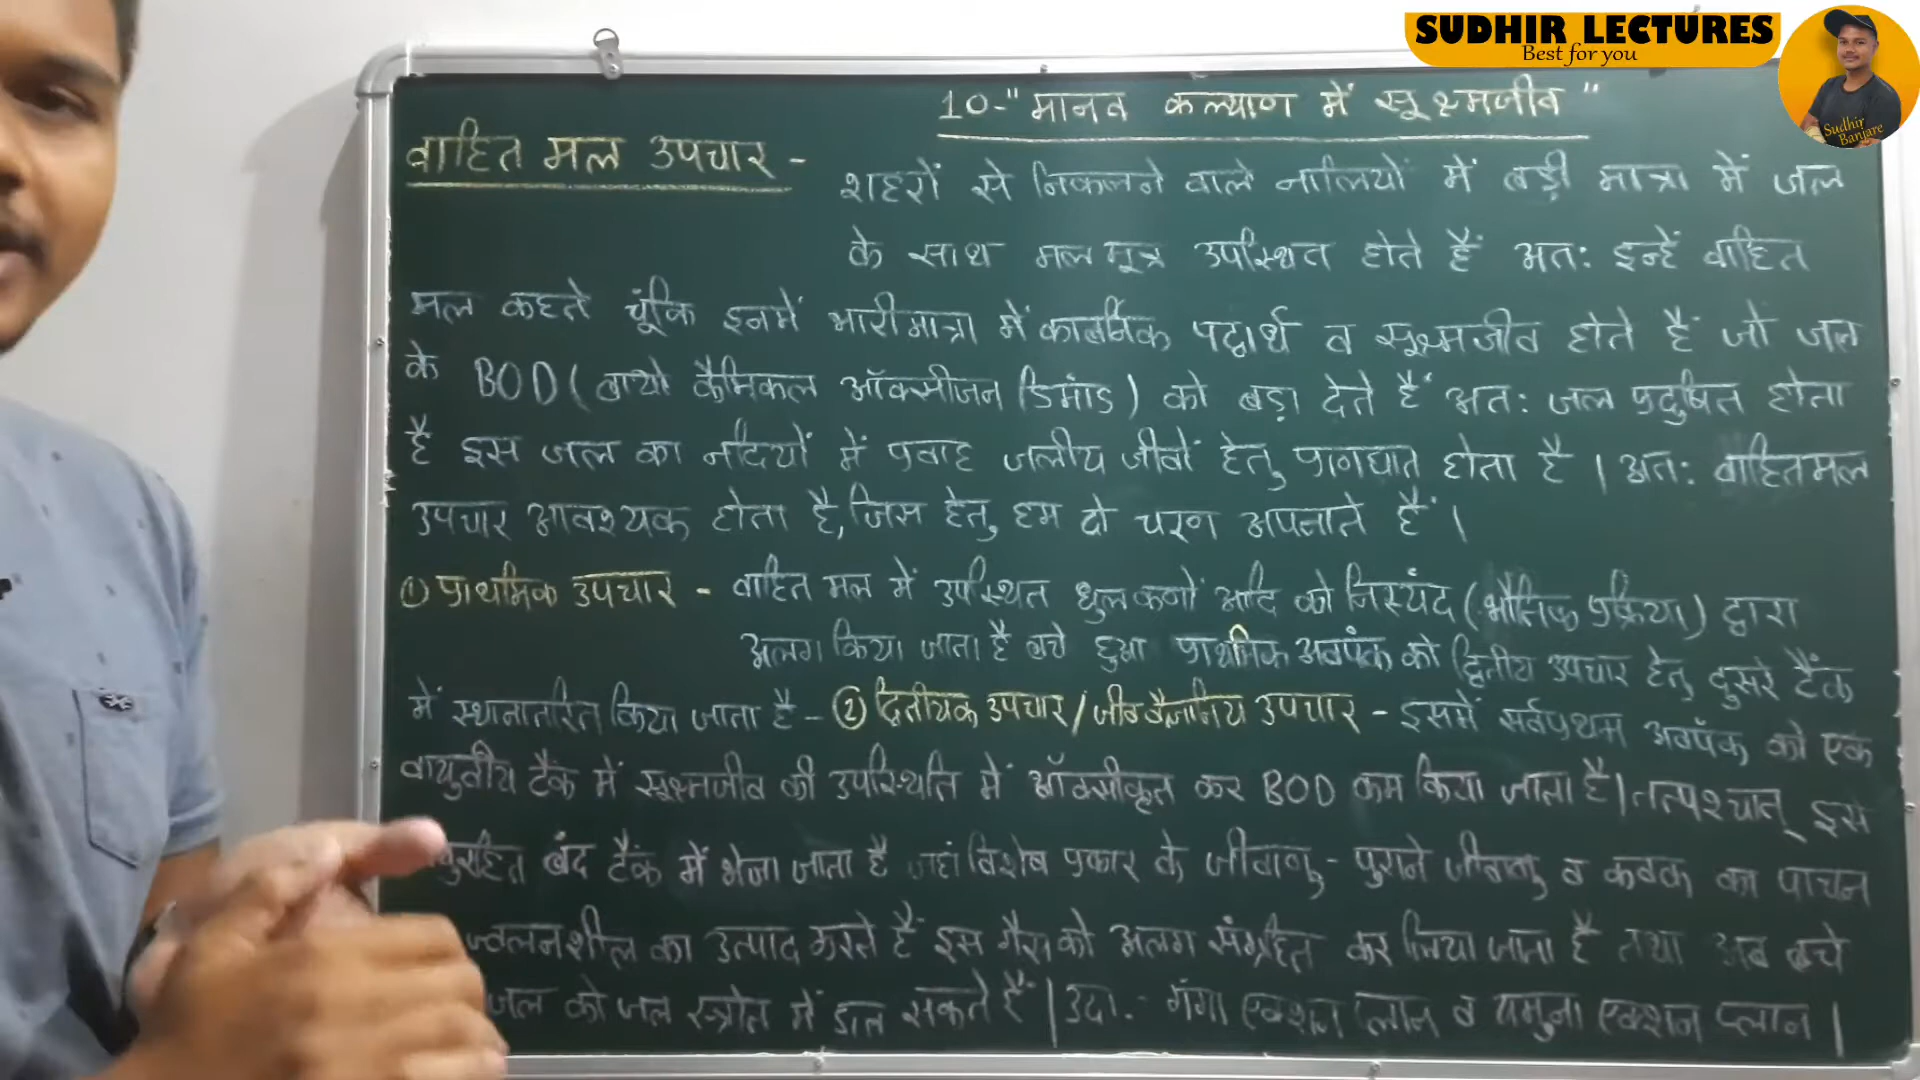 SUDHIR LECTURES
Best for you
Sudhir
Banjare
10-"मानव कल्याण में सूक्ष्मजीव"
वाहित मल उपचार -
शहरों से निकलने वाले नालियों में बड़ी मात्रा में जल
के साथ मलमूत्र उपस्थित होते हैं अतः इन्हें वाहित
मल कहते चूंकि इनमें भारी मात्रा में कार्बनिक पदार्थ व सूक्ष्मजीव होते हैं जो जल
के BOD (बायो कैमिकल ऑक्सीजन डिमांड) को बड़ा देते हैं अतः जल प्रदुषित होता
है इस जल का नदियों में प्रवाह जलीय जीवों हेतु प्राणघात होता है | अतः वाहितमल
उपचार आवश्यक होता है, जिस हेतु हम दो चरण अपनाते हैं |
① प्राथमिक उपचार - वाहित मल में उपस्थित धुल कणों आदि को निस्यंद (भौतिक प्रक्रिया) द्वारा
अलग किया जाता है बचे हुआ प्राथमिक अवपंक को द्वितीय उपचार हेतु दुसरे टैंक
में स्थानातरित किया जाता है - ② द्वितीयक उपचार / जीव वैज्ञानिय उपचार - इसमें सर्वप्रथम अवपंक को एक
वायुवीय टैंक में सूक्ष्मजीव की उपस्थिति में ऑक्सीकृत कर BOD कम किया जाता है | तत्पश्चात् इसे
युरहित बंद टैंक में भेजा जाता है जहां विशेष प्रकार के जीवाणु - पुराने जीवाणु व कवक का पाचन
ज्वलनशील का उत्पाद करते हैं इस गैस को अलग संग्रहित कर लिया जाता है तथा अब बचे
जल को जल स्त्रोत में डाल सकते हैं | उदा. - गंगा एक्शन प्लान व यमुना एक्शन प्लान |